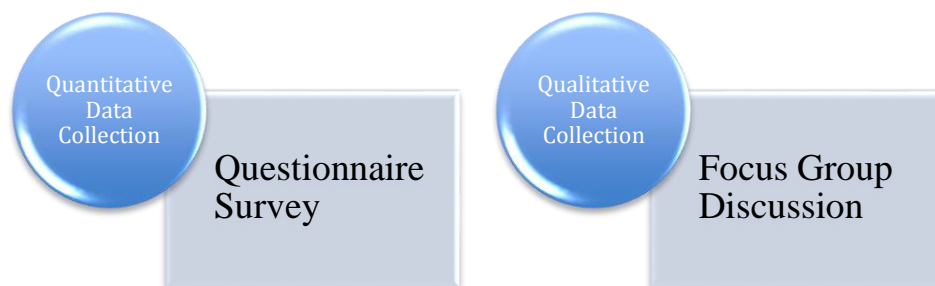 Quantitative
Data
Collection
Questionnaire
Survey
Qualitative
Data
Collection
Focus Group
Discussion